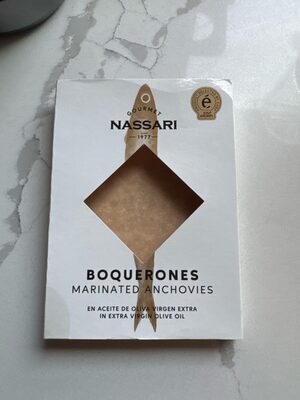 GOURMET
NASSARI
1977
é
BOQUERONES
MARINATED ANCHOVIES
EN ACEITE DE OLIVA VIRGEN EXTRA
IN EXTRA VIRGIN OLIVE OIL